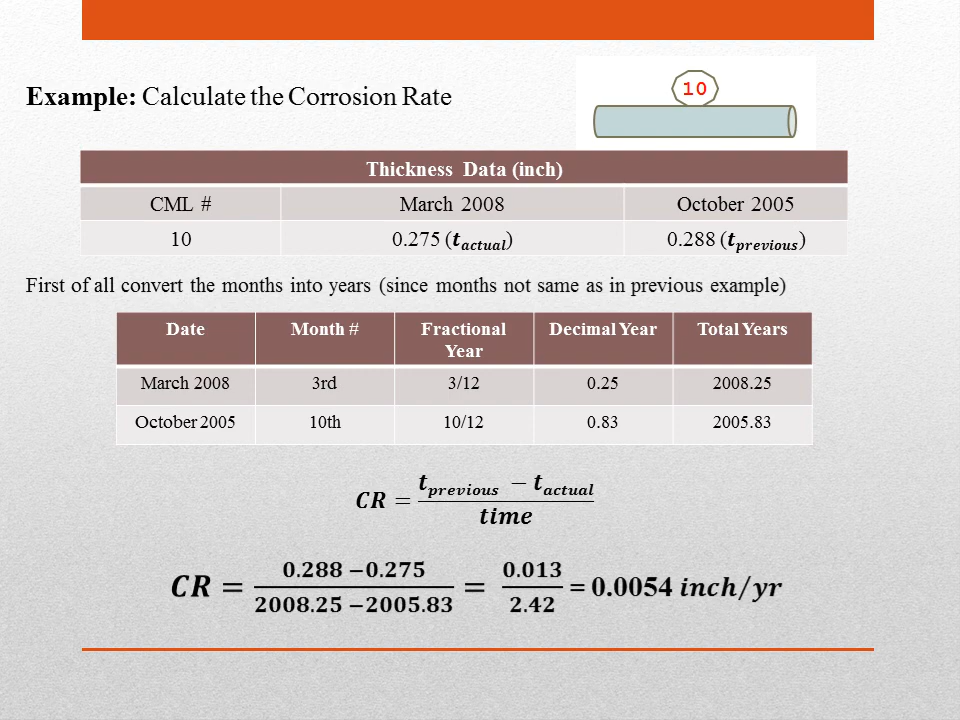 10
Example: Calculate the Corrosion Rate
Thickness Data (inch)
CML # March 2008 October 2005
10 0.275 (t_actual) 0.288 (t_previous)
First of all convert the months into years (since months not same as in previous example)
Date Month # Fractional Year Decimal Year Total Years
March 2008 3rd 3/12 0.25 2008.25
October 2005 10th 10/12 0.83 2005.83
CR = (t_previous − t_actual) / time
CR = (0.288 − 0.275) / (2008.25 − 2005.83) = 0.013 / 2.42 = 0.0054 inch/yr